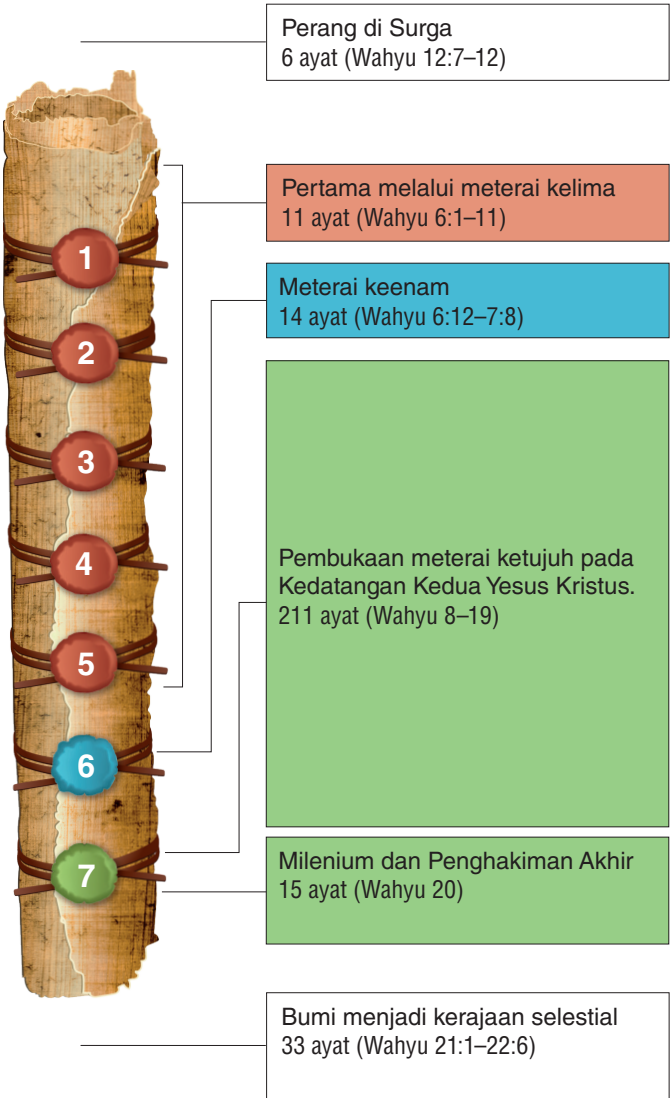 Perang di Surga
6 ayat (Wahyu 12:7–12)
Pertama melalui meterai kelima
11 ayat (Wahyu 6:1–11)
1
Meterai keenam
14 ayat (Wahyu 6:12–7:8)
2
3
4
Pembukaan meterai ketujuh pada
Kedatangan Kedua Yesus Kristus.
211 ayat (Wahyu 8–19)
5
6
7
Milenium dan Penghakiman Akhir
15 ayat (Wahyu 20)
Bumi menjadi kerajaan selestial
33 ayat (Wahyu 21:1–22:6)